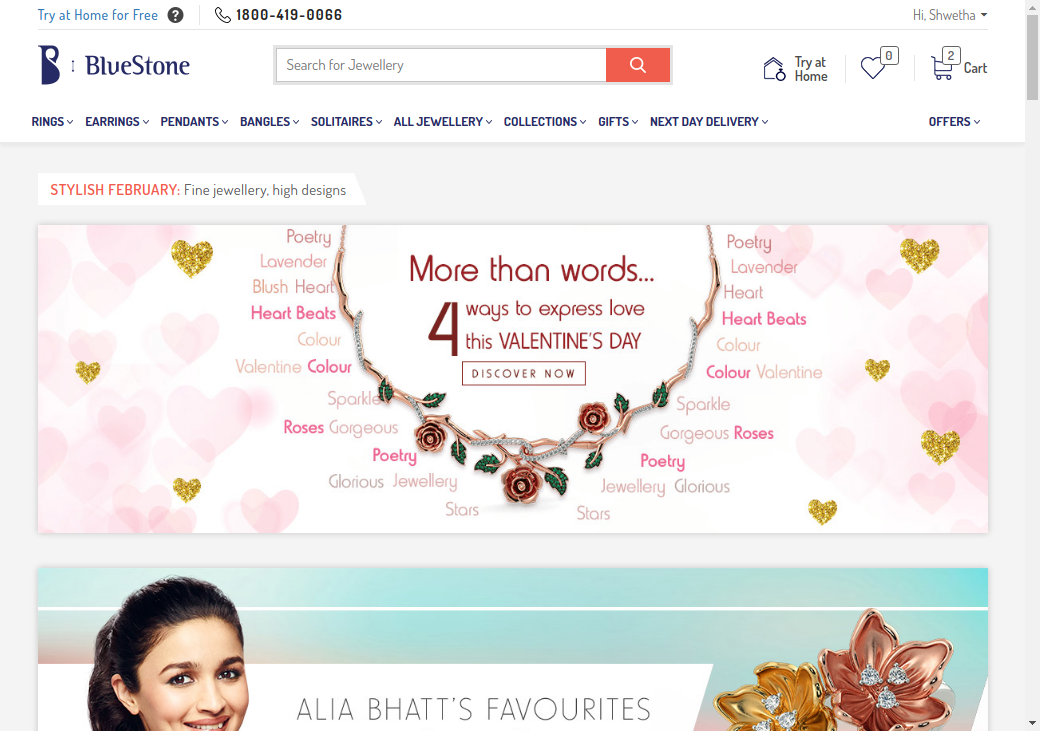 Try at Home for Free ? 1800-419-0066 Hi, Shwetha
BlueStone
Search for Jewellery
Try at
Home
0
2
Cart
RINGS EARRINGS PENDANTS BANGLES SOLITAIRES ALL JEWELLERY COLLECTIONS GIFTS NEXT DAY DELIVERY OFFERS
STYLISH FEBRUARY: Fine jewellery, high designs
Poetry
Lavender
Blush Heart
Heart Beats
Colour
Valentine Colour
Sparkle
Roses Gorgeous
Poetry
Glorious Jewellery
Stars
More than words...
4 ways to express love
this VALENTINE'S DAY
DISCOVER NOW
Poetry
Lavender
Heart
Heart Beats
Colour
Colour Valentine
Sparkle
Gorgeous Roses
Poetry
Jewellery Glorious
Stars
ALIA BHATT'S FAVOURITES